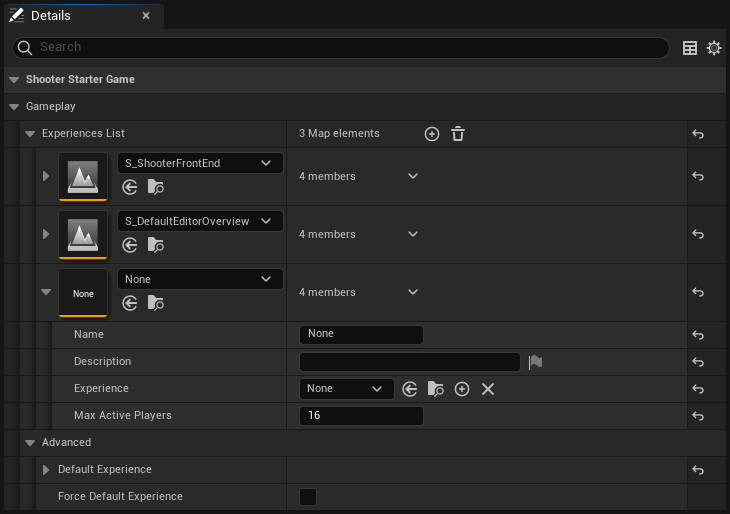 Details
Search
Shooter Starter Game
Gameplay
Experiences List 3 Map elements
S_ShooterFrontEnd
4 members
S_DefaultEditorOverview
4 members
None
None
4 members
Name None
Description
Experience None
Max Active Players 16
Advanced
Default Experience
Force Default Experience